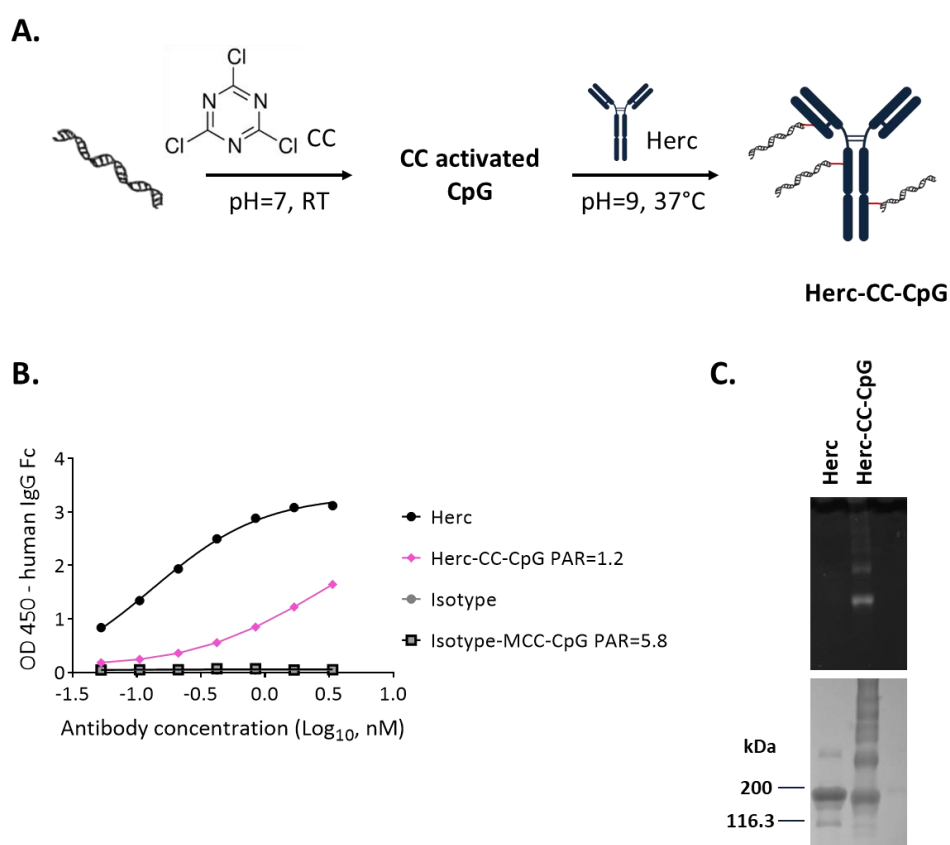 A.
Cl
N
N
Cl
N
Cl
CC
pH=7, RT
CC activated
CpG
Herc
pH=9, 37°C
Herc-CC-CpG
B.
OD 450 - human IgG Fc
4
3
2
1
0
-1.5
-1.0
-0.5
0.0
0.5
1.0
Antibody concentration (Log10, nM)
Herc
Herc-CC-CpG PAR=1.2
Isotype
Isotype-MCC-CpG PAR=5.8
C.
Herc
Herc-CC-CpG
kDa
200
116.3